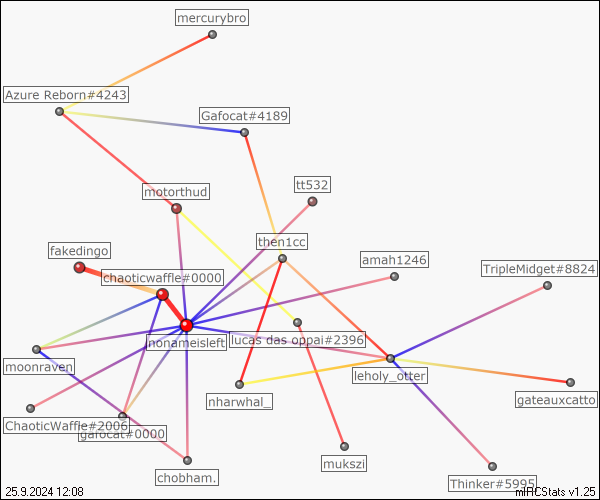 mercurybro
Azure Reborn#4243
Gafocat#4189
motorthud
tt532
then1cc
fakedingo
amah1246
chaoticwaffle#0000
TripleMidget#8824
nonameisleft
lucas das oppai#2396
moonraven
leholy_otter
nharwhal_
gateauxcatto
ChaoticWaffle#2006
gafocat#0000
mukszi
chobham.
Thinker#5995
25.9.2024 12:08
mIRCStats v1.25